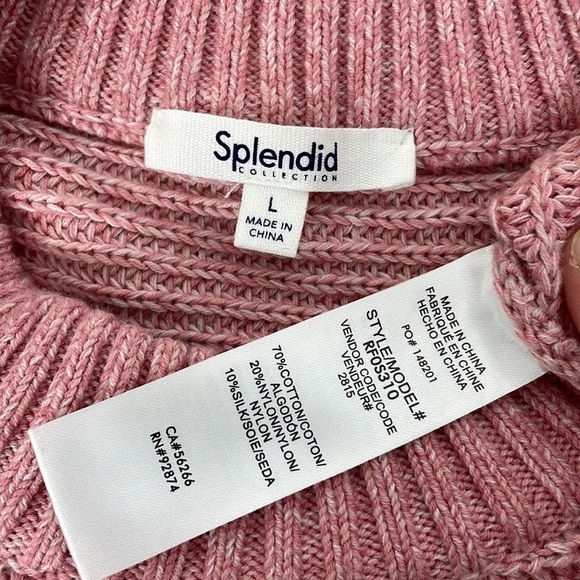 Splendid
COLLECTION
L
MADE IN
CHINA
MADE IN CHINA
FABRIQUÉ EN CHINE
HECHO EN CHINA
PO# 148201
STYLE/MODEL#
RF0S310
VENDOR CODE/CODE
VENDEUR#
2815
70%COTTON/COTON/
ALGODÓN
20%NYLON/NYLON/
NYLON
10%SILK/SOIE/SEDA
CA#56266
RN#92874